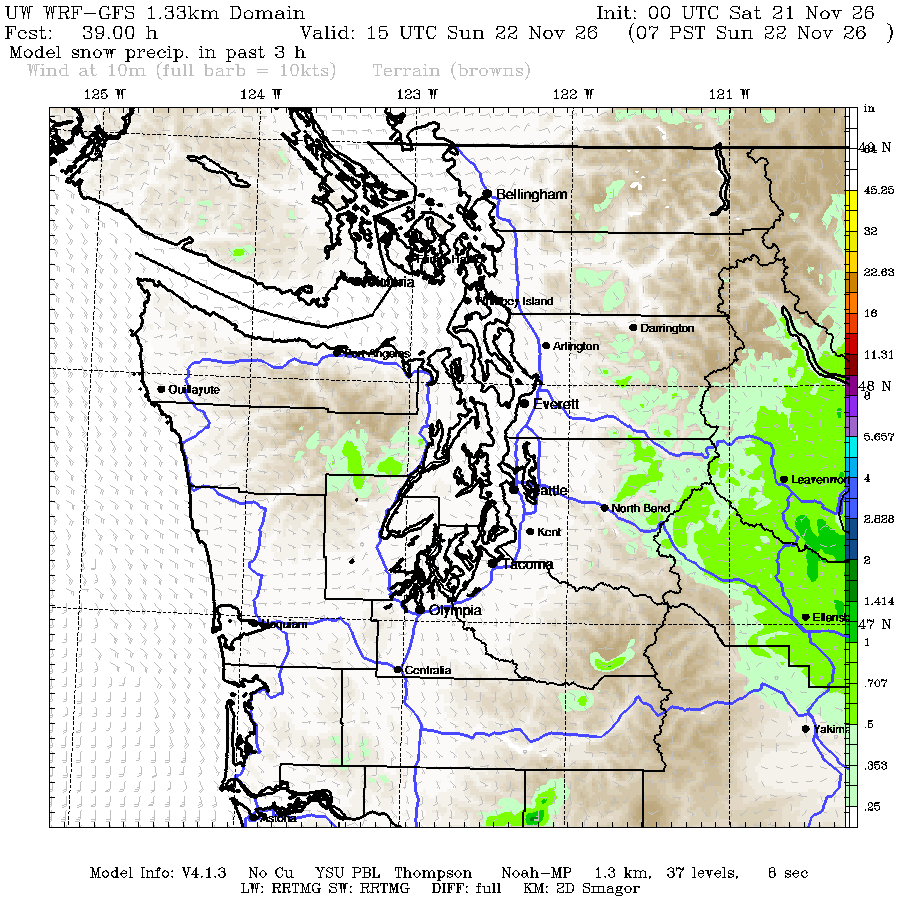 UW WRF-GFS 1.33km Domain Init: 00 UTC Sat 21 Nov 26
Fcst: 39.00 h Valid: 15 UTC Sun 22 Nov 26 (07 PST Sun 22 Nov 26 )
Model snow precip. in past 3 h
Wind at 10m (full barb = 10kts) Terrain (browns)
125 W 124 W 123 W 122 W 121 W
in
49 N
Bellingham
45.25
32
Victoria
22.63
Whidbey Island
16
Darrington
Arlington
Port Angeles
11.31
48 N
8
Quillayute
Everett
5.657
4
Leavenwor
Seattle
North Bend
2.828
Kent
2
Tacoma
1.414
Olympia
Ellens
47 N
Hoquiam
1
Centralia
.707
.5
Yakima
.353
.25
Astoria
Model Info: V4.1.3 No Cu YSU PBL Thompson Noah-MP 1.3 km, 37 levels, 8 sec
LW: RRTMG SW: RRTMG DIFF: full KM: 2D Smagor